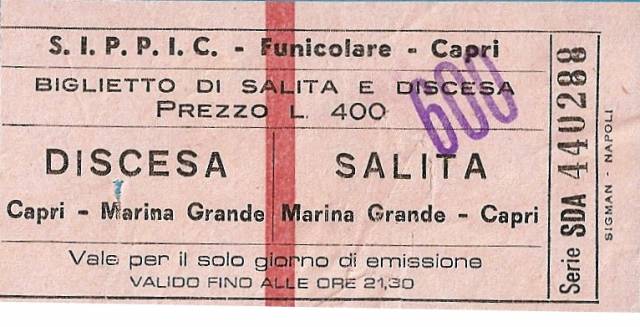 S. I. P. P. I. C. - Funicolare - Capri
BIGLIETTO DI SALITA E DISCESA
PREZZO L. 400
600
DISCESA
Capri - Marina Grande
SALITA
Marina Grande - Capri
Vale per il solo giorno di emissione
VALIDO FINO ALLE ORE 21,30
Serie SDA 440288
SIGMAN - NAPOLI